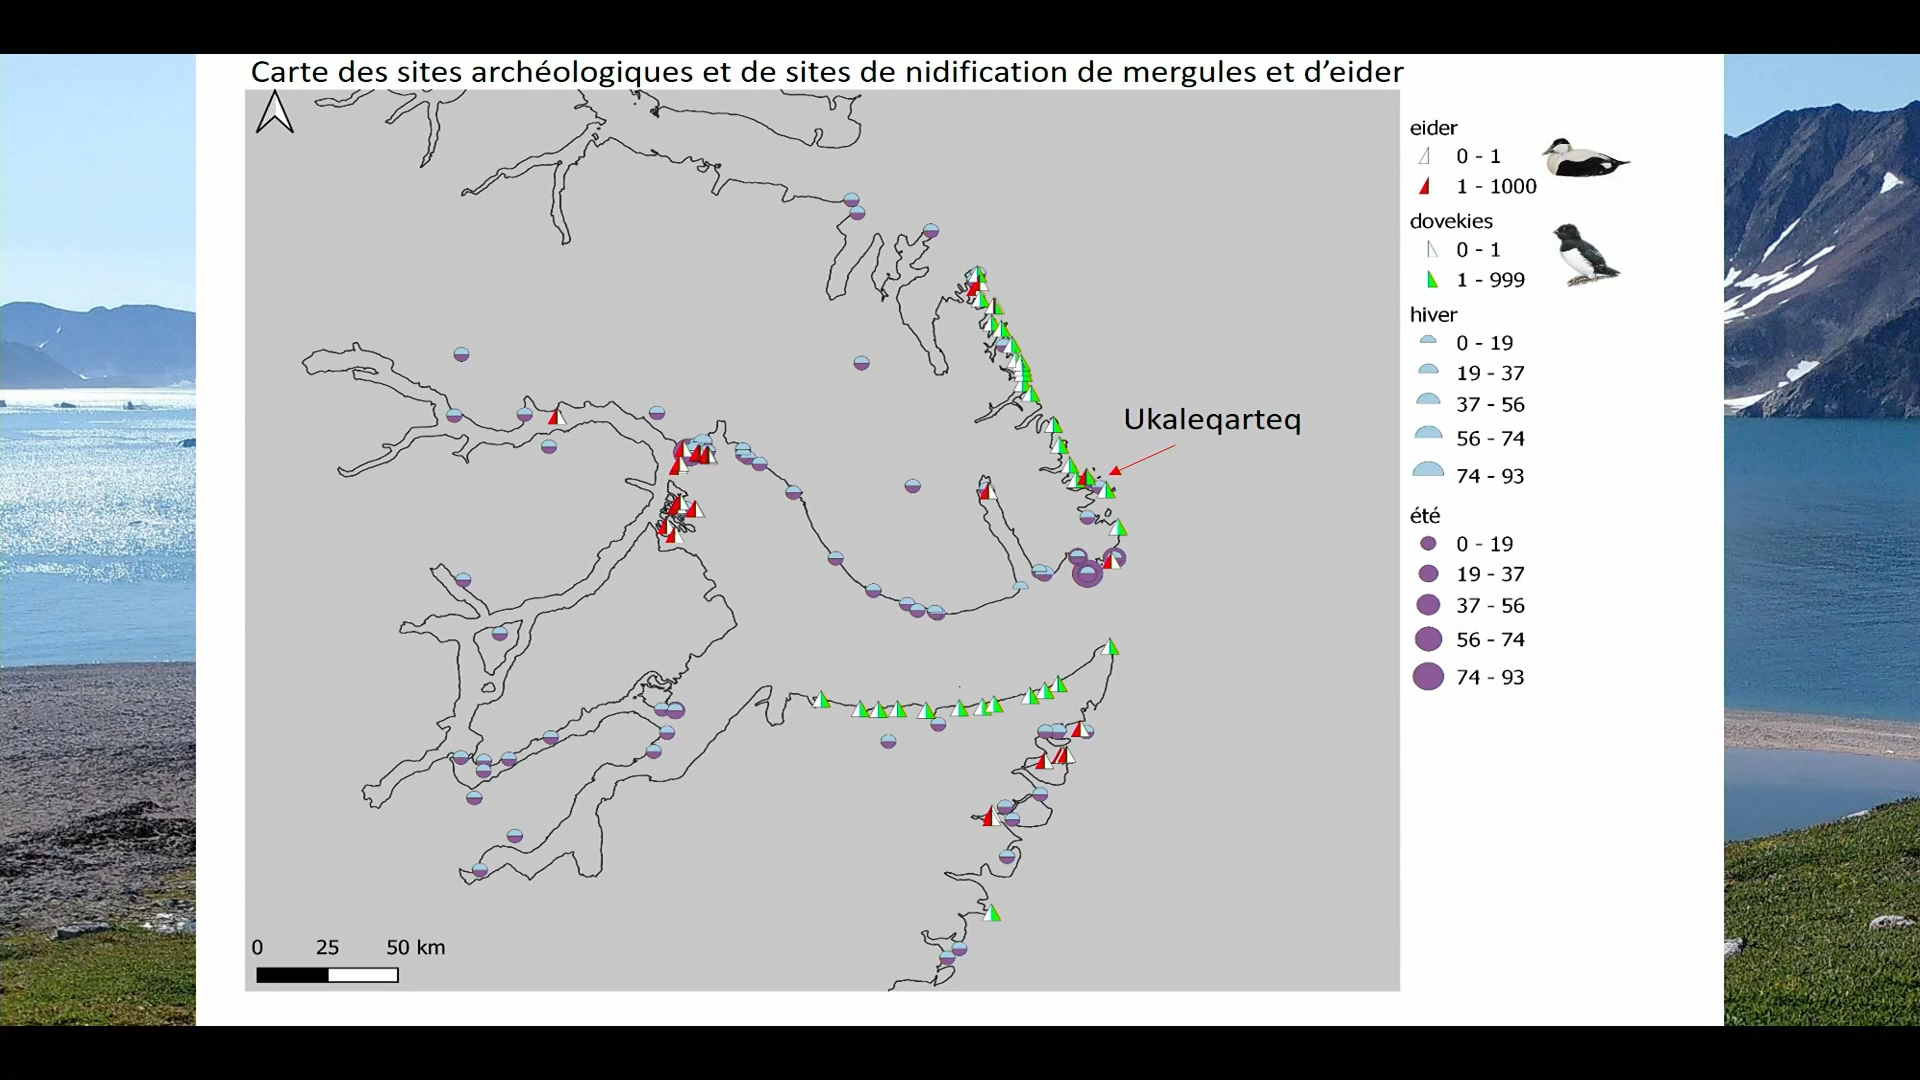 Carte des sites archéologiques et de sites de nidification de mergules et d’eider
eider
0 - 1
1 - 1000
dovekies
0 - 1
1 - 999
hiver
0 - 19
19 - 37
37 - 56
56 - 74
74 - 93
été
0 - 19
19 - 37
37 - 56
56 - 74
74 - 93
Ukaleqarteq
0 25 50 km